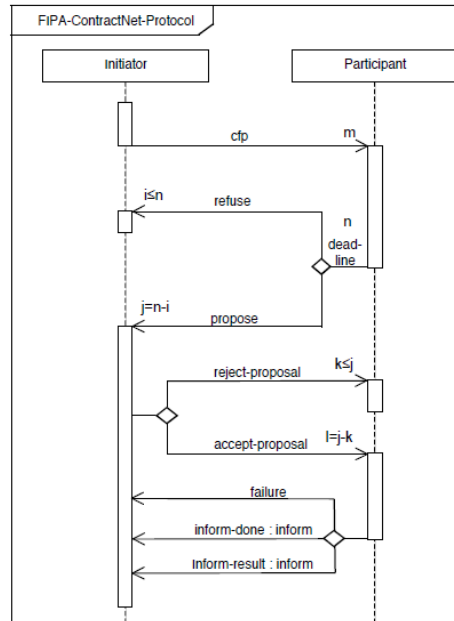 FIPA-ContractNet-Protocol
Initiator
Participant
cfp
m
i≤n
refuse
n
dead-
line
j=n-i
propose
reject-proposal
k≤j
accept-proposal
l=j-k
failure
inform-done : inform
Inform-result : inform